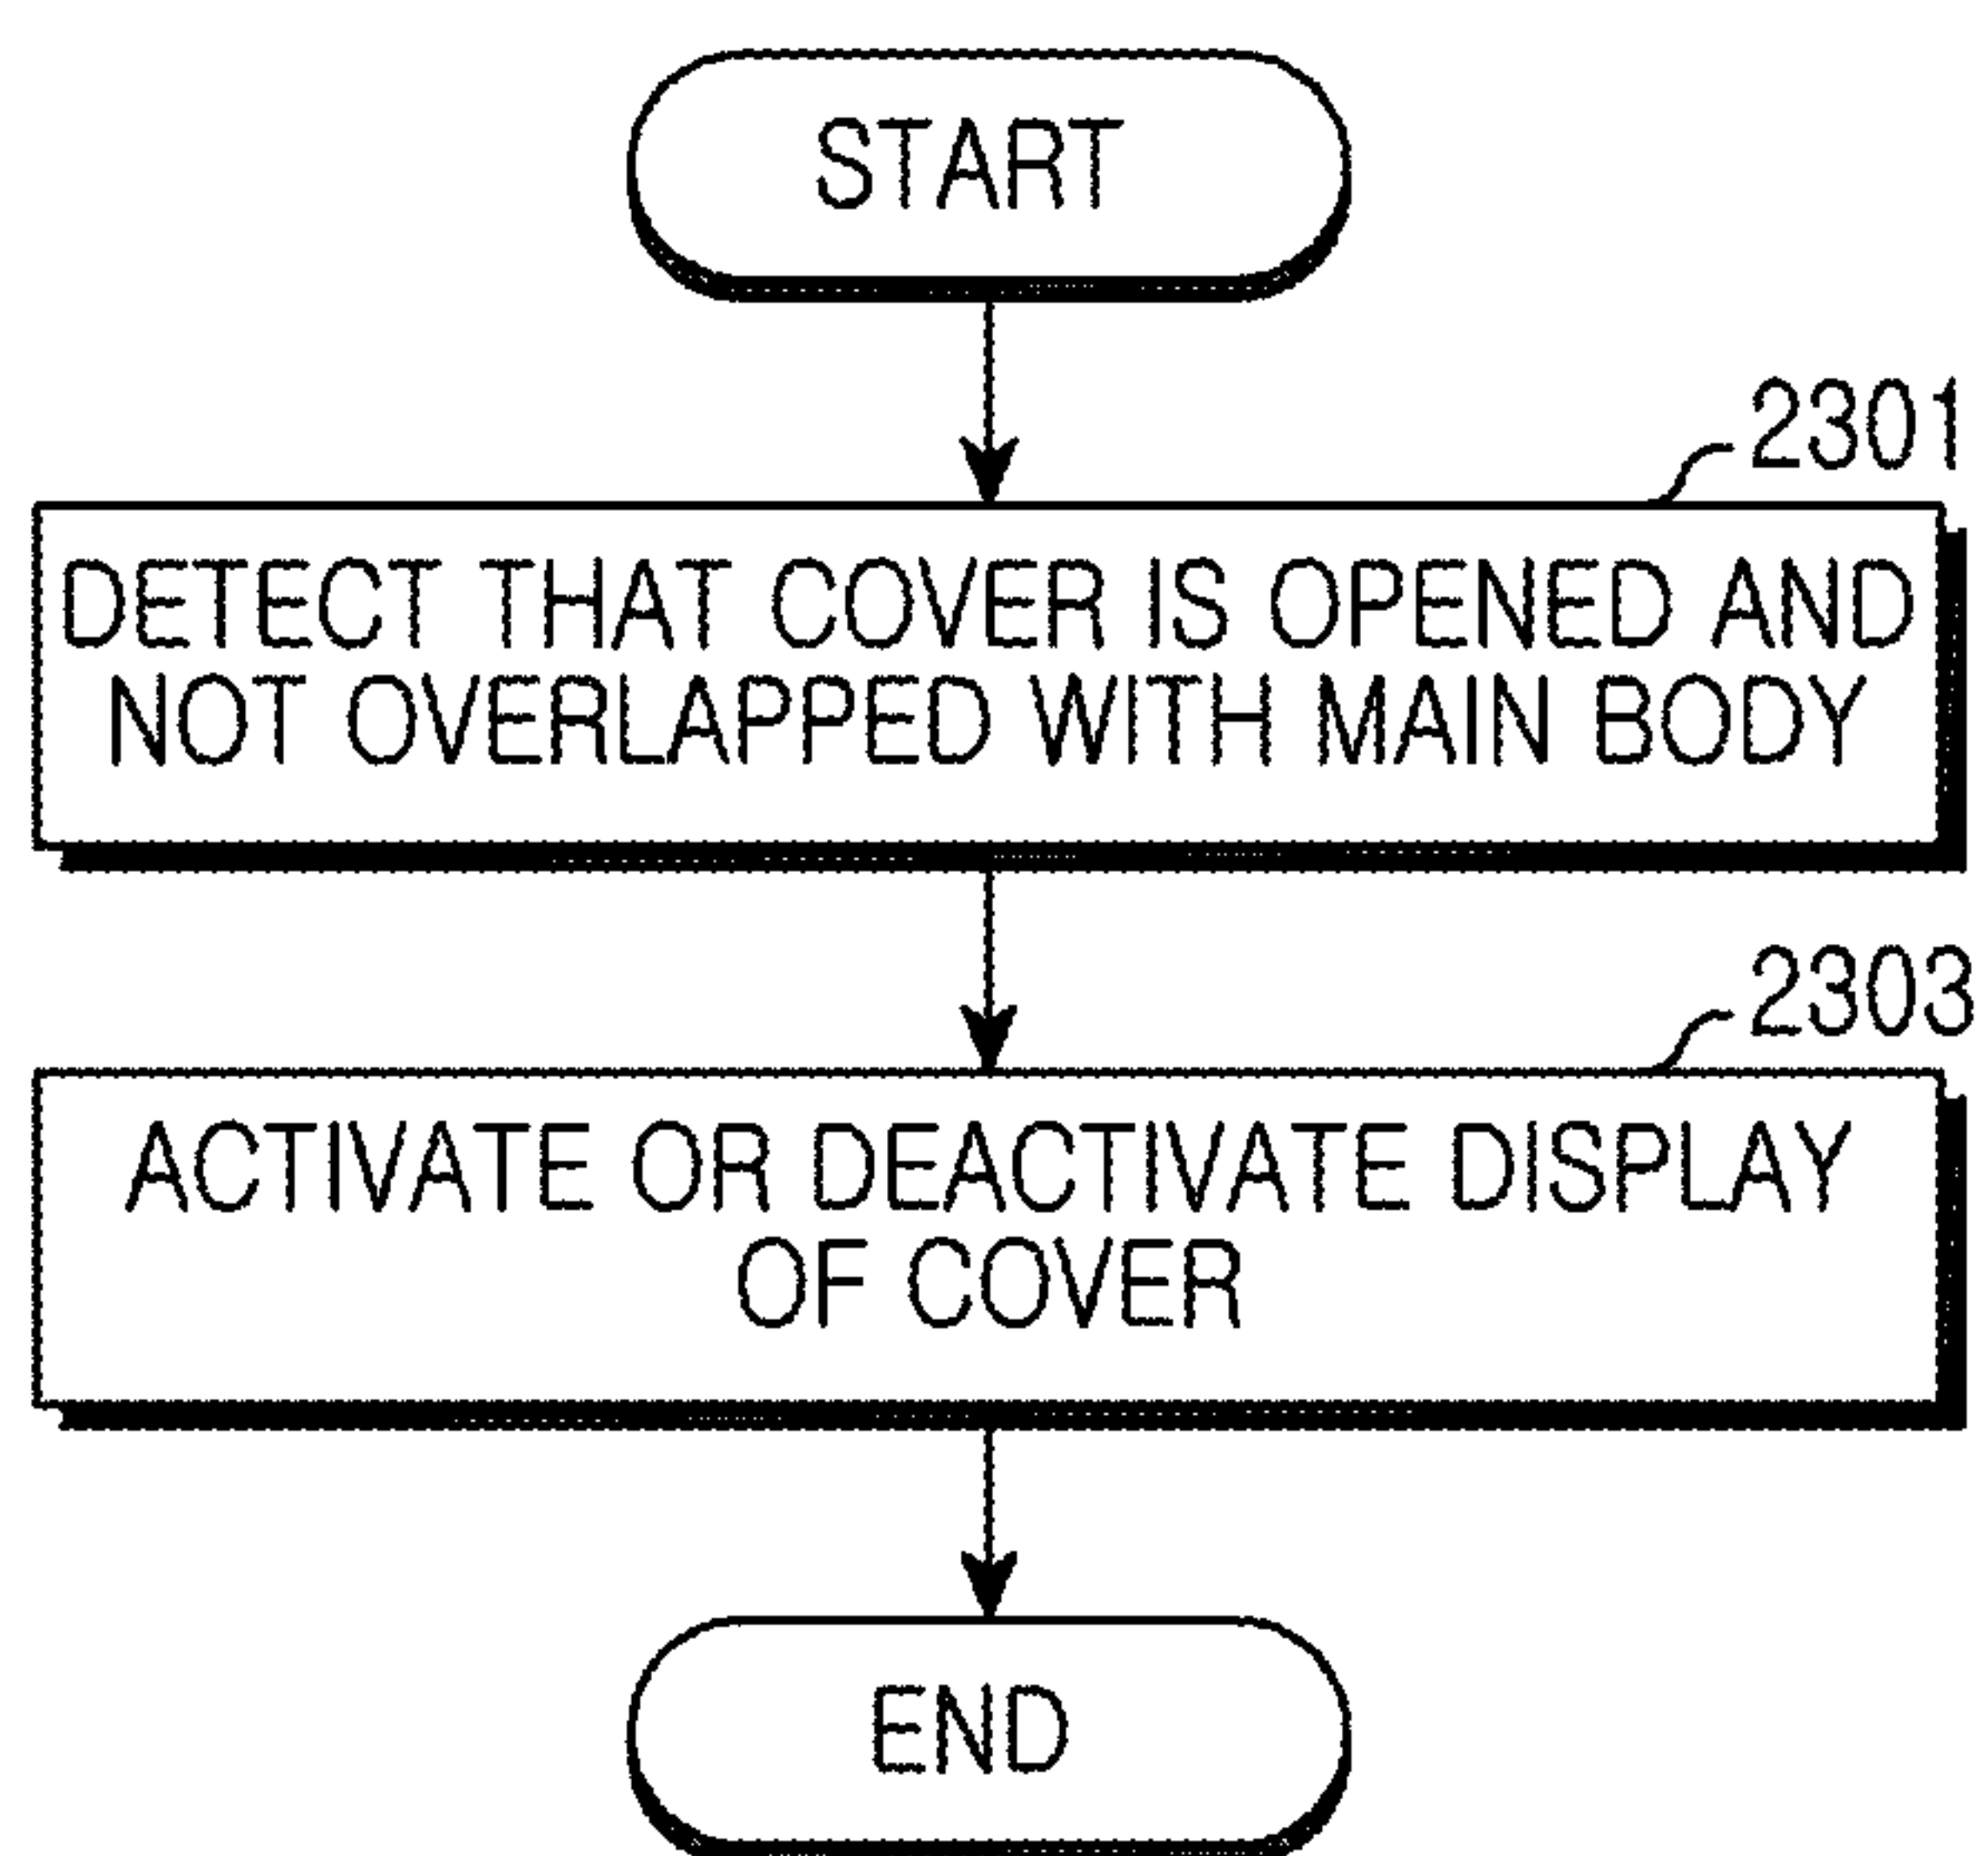 START
2301
DETECT THAT COVER IS OPENED AND
NOT OVERLAPPED WITH MAIN BODY
2303
ACTIVATE OR DEACTIVATE DISPLAY
OF COVER
END